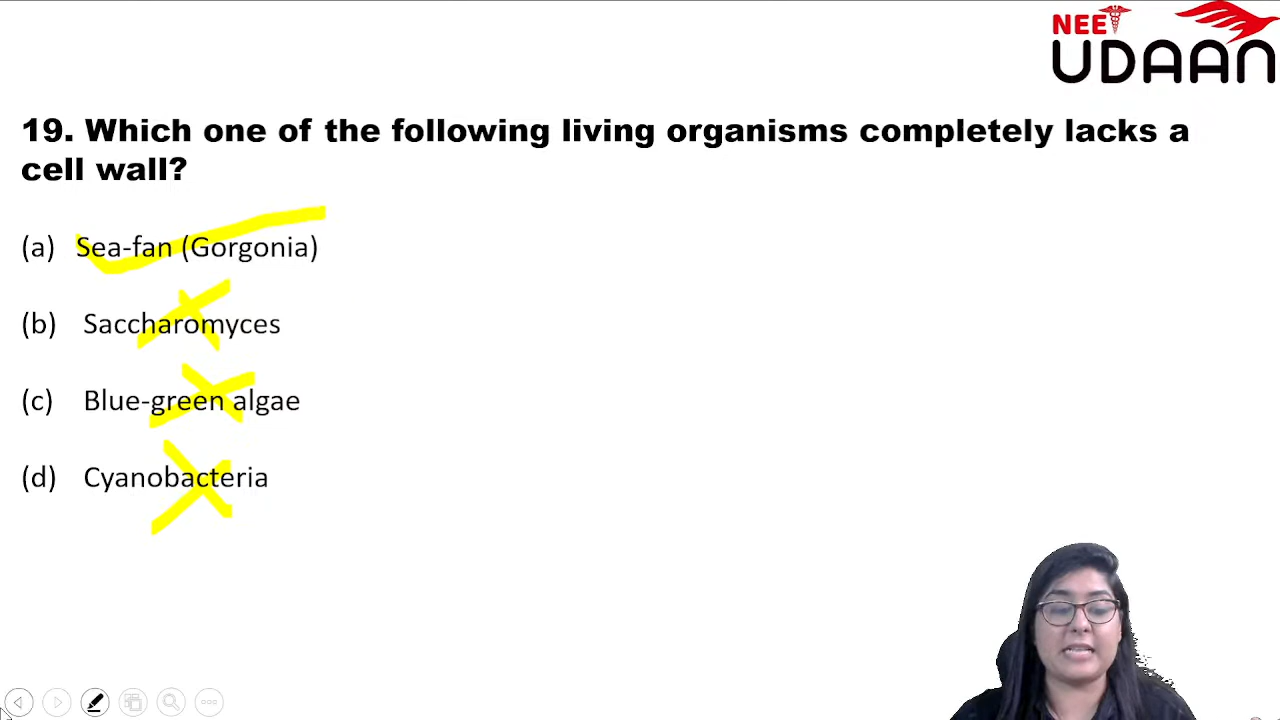 NEET
UDAAN
19. Which one of the following living organisms completely lacks a
cell wall?
(a) Sea-fan (Gorgonia)
(b) Saccharomyces
(c) Blue-green algae
(d) Cyanobacteria